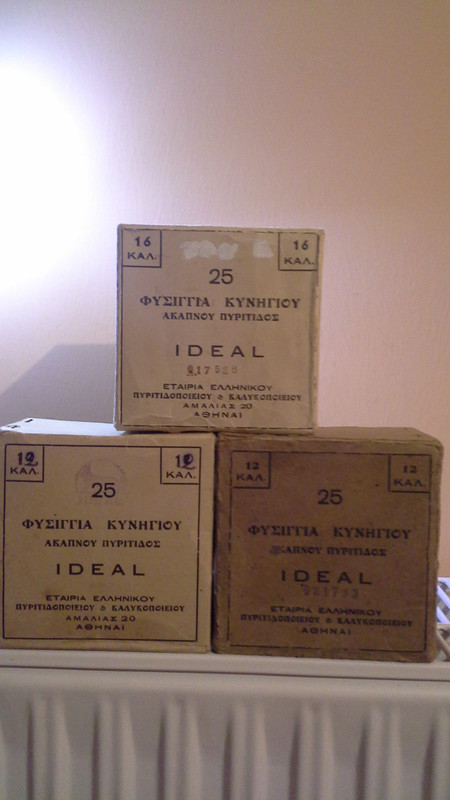 16 ΚΑΛ.
16 ΚΑΛ.
25
ΦΥΣΙΓΓΙΑ ΚΥΝΗΓΙΟΥ
ΑΚΑΠΝΟΥ ΠΥΡΙΤΙΔΟΣ
IDEAL
ΕΤΑΙΡΙΑ ΕΛΛΗΝΙΚΟΥ
ΠΥΡΙΤΙΔΟΠΟΙΕΙΟΥ & ΚΑΛΥΚΟΠΟΙΕΙΟΥ
ΑΜΑΛΙΑΣ 20
ΑΘΗΝΑΙ
12 ΚΑΛ.
12 ΚΑΛ.
25
ΦΥΣΙΓΓΙΑ ΚΥΝΗΓΙΟΥ
ΑΚΑΠΝΟΥ ΠΥΡΙΤΙΔΟΣ
IDEAL
ΕΤΑΙΡΙΑ ΕΛΛΗΝΙΚΟΥ
ΠΥΡΙΤΙΔΟΠΟΙΕΙΟΥ & ΚΑΛΥΚΟΠΟΙΕΙΟΥ
ΑΜΑΛΙΑΣ 20
ΑΘΗΝΑΙ
12 ΚΑΛ.
12 ΚΑΛ.
25
ΦΥΣΙΓΓΙΑ ΚΥΝΗΓΙΟΥ
ΑΚΑΠΝΟΥ ΠΥΡΙΤΙΔΟΣ
IDEAL
ΕΤΑΙΡΙΑ ΕΛΛΗΝΙΚΟΥ
ΠΥΡΙΤΙΔΟΠΟΙΕΙΟΥ & ΚΑΛΥΚΟΠΟΙΕΙΟΥ
ΑΘΗΝΑΙ